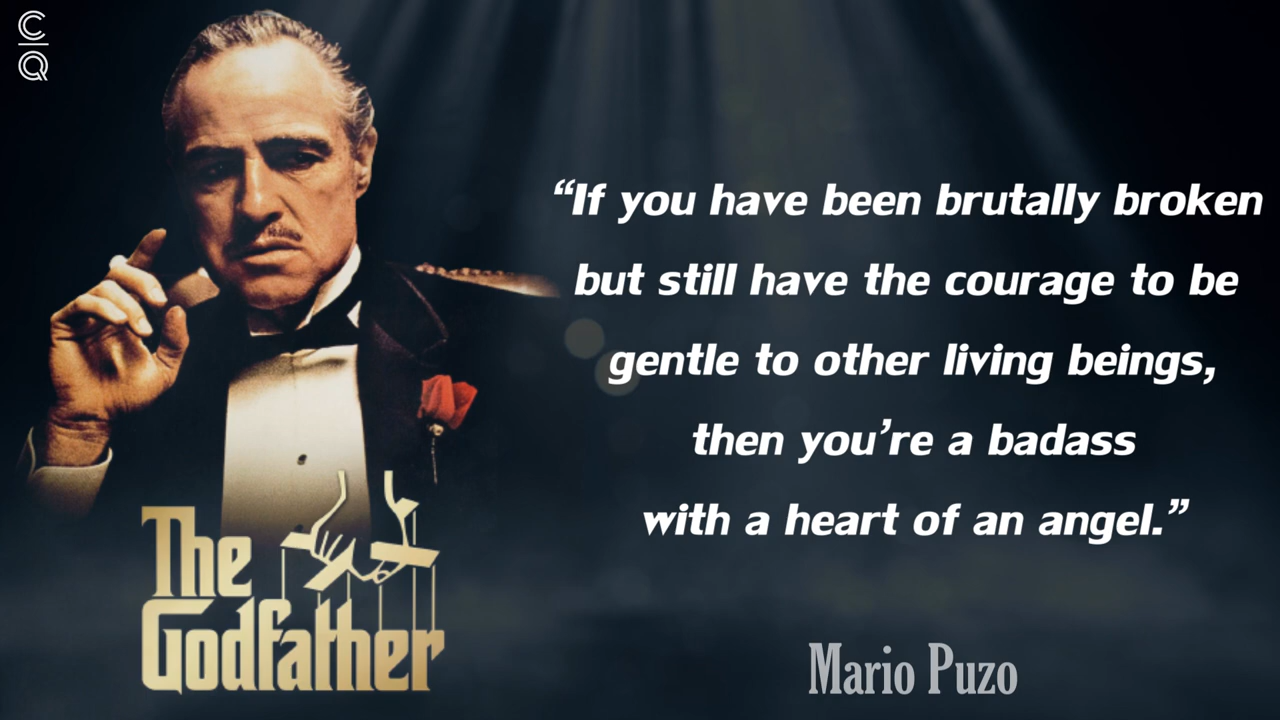 CQ
“If you have been brutally broken
but still have the courage to be
gentle to other living beings,
then you’re a badass
with a heart of an angel.”
The
Godfather
Mario Puzo